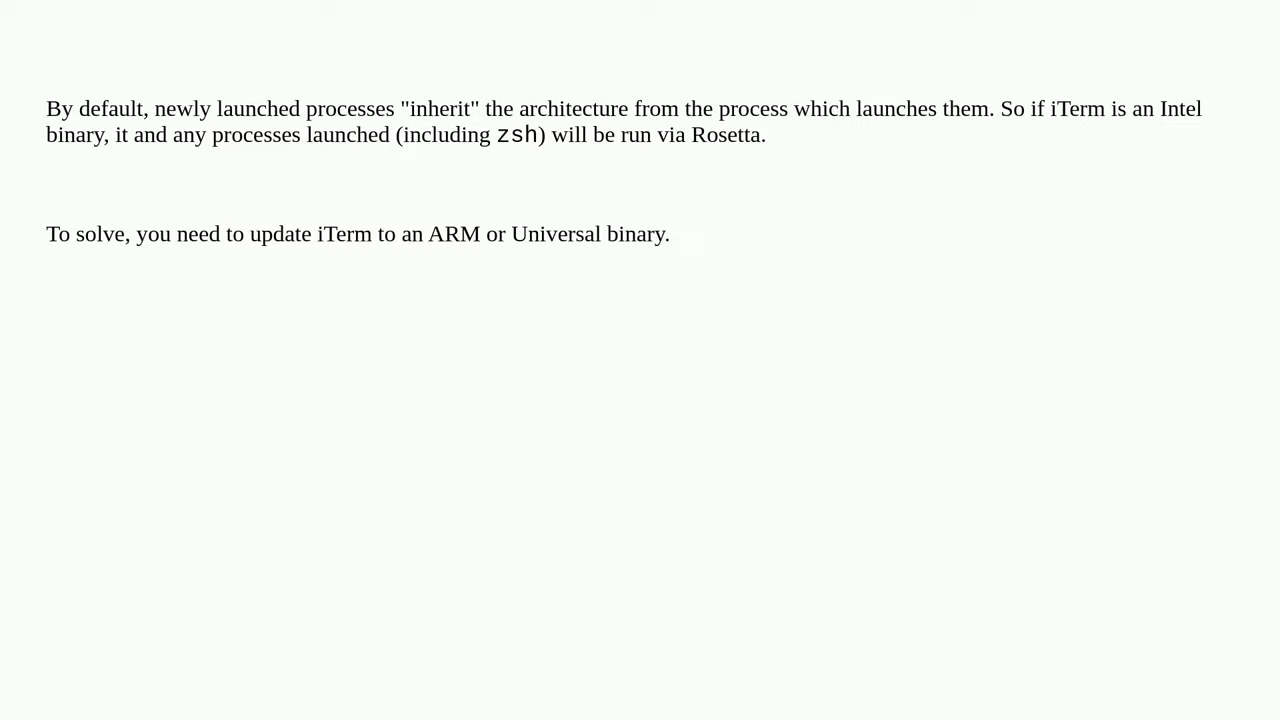 By default, newly launched processes "inherit" the architecture from the process which launches them. So if iTerm is an Intel
binary, it and any processes launched (including zsh) will be run via Rosetta.
To solve, you need to update iTerm to an ARM or Universal binary.